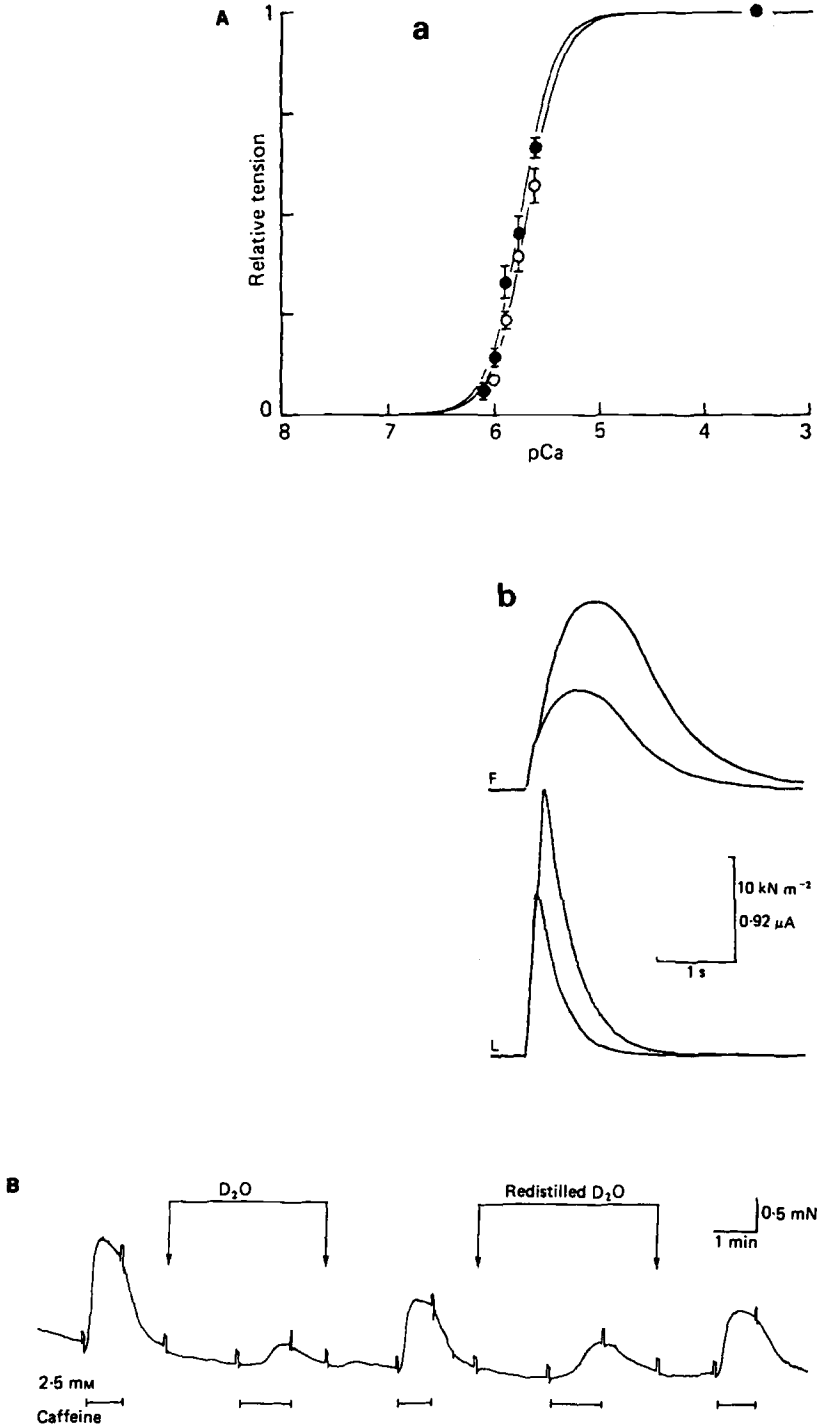 A
a
1
Relative tension
0
8 7 6 5 4 3
pCa
b
F
10 kN m⁻²
0·92 µA
1 s
L
B
D₂O
Redistilled D₂O
0·5 mN
1 min
2·5 mM
Caffeine